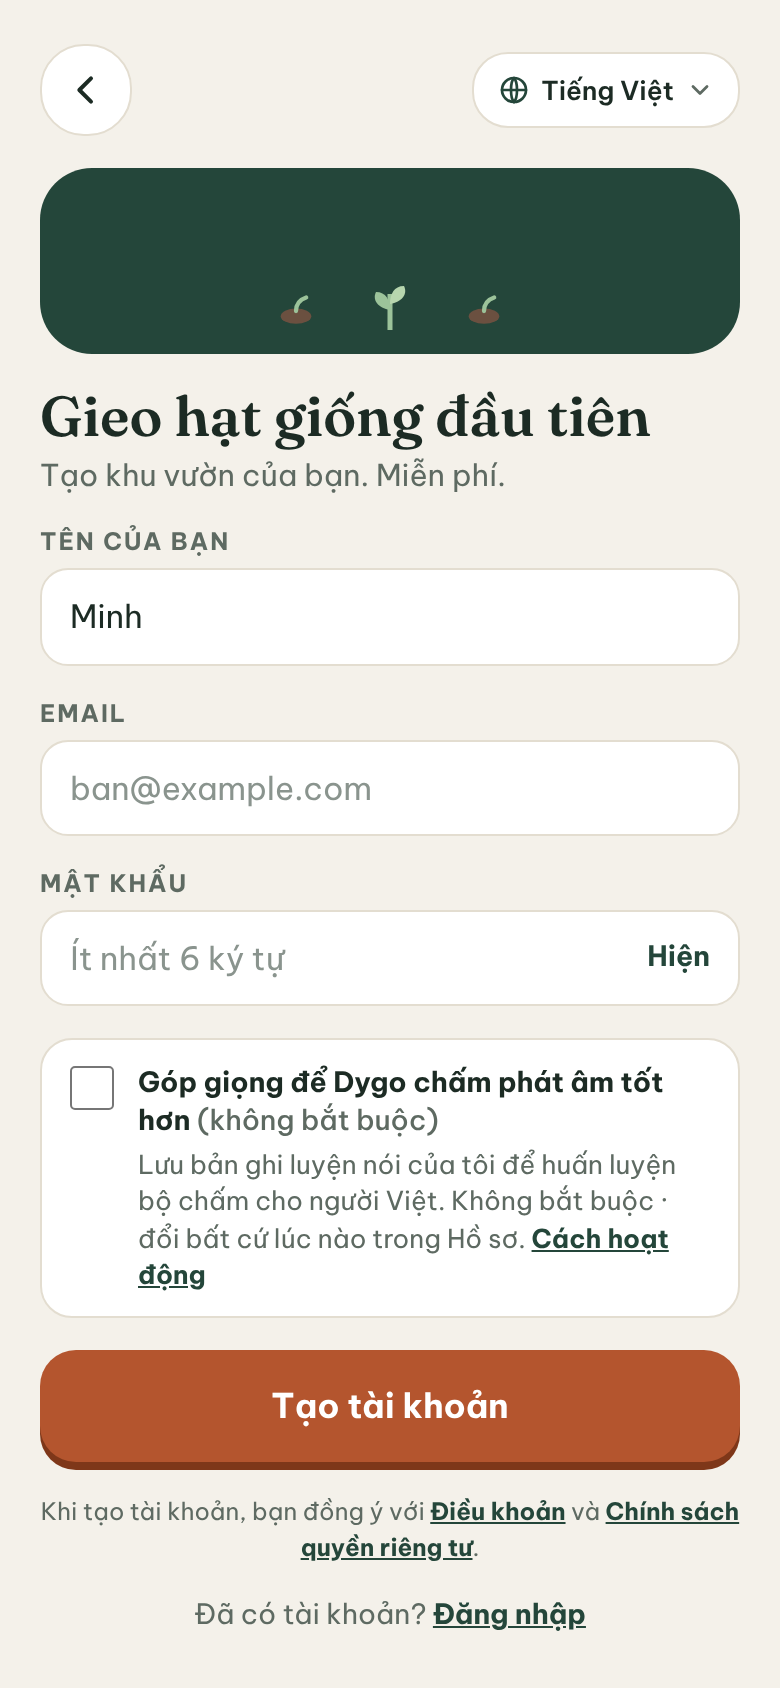 Tiếng Việt
Gieo hạt giống đầu tiên
Tạo khu vườn của bạn. Miễn phí.
TÊN CỦA BẠN
Minh
EMAIL
ban@example.com
MẬT KHẨU
Ít nhất 6 ký tự
Hiện
Góp giọng để Dygo chấm phát âm tốt
hơn (không bắt buộc)
Lưu bản ghi luyện nói của tôi để huấn luyện
bộ chấm cho người Việt. Không bắt buộc ·
đổi bất cứ lúc nào trong Hồ sơ. Cách hoạt
động
Tạo tài khoản
Khi tạo tài khoản, bạn đồng ý với Điều khoản và Chính sách
quyền riêng tư.
Đã có tài khoản? Đăng nhập